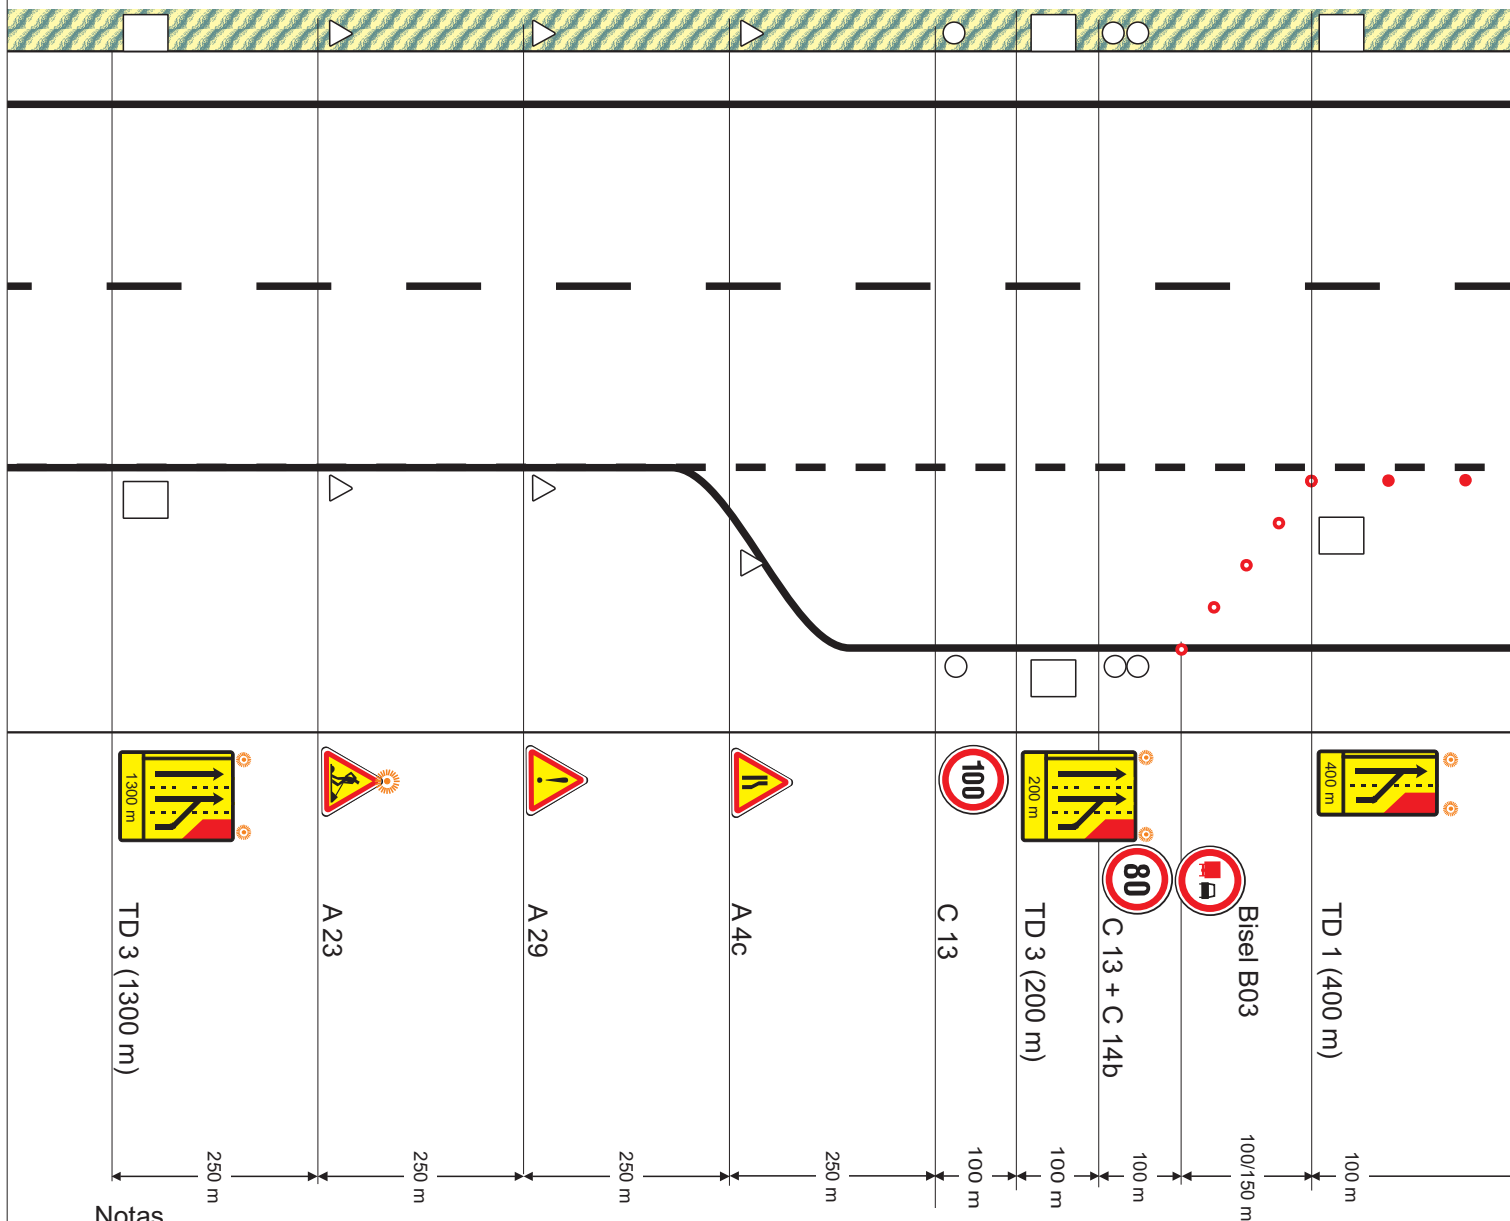 1300 m
100
200 m
80
400 m
TD 3 (1300 m)
A 23
A 29
A 4c
C 13
TD 3 (200 m)
C 13 + C 14b
Bisel B03
TD 1 (400 m)
250 m
250 m
250 m
250 m
100 m
100 m
100 m
100/150 m
100 m
Notas